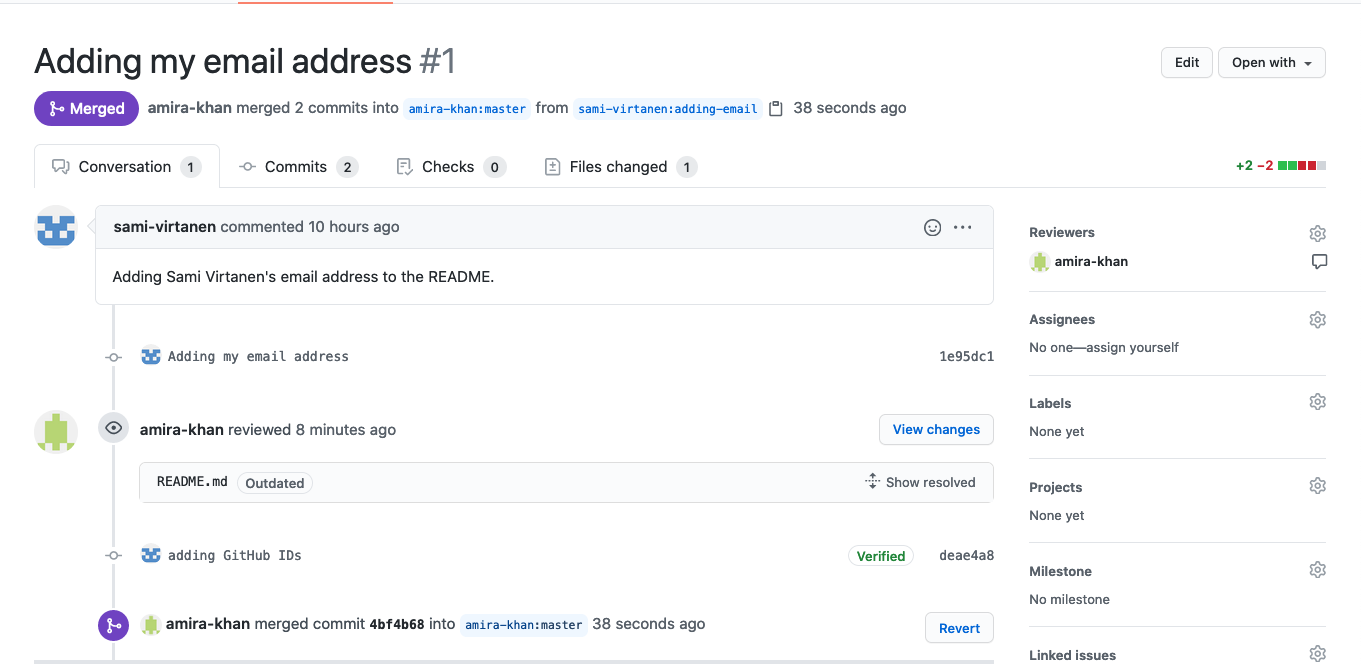 Adding my email address #1
Edit
Open with
Merged
amira-khan merged 2 commits into amira-khan:master from sami-virtanen:adding-email 38 seconds ago
Conversation 1
Commits 2
Checks 0
Files changed 1
+2 −2
sami-virtanen commented 10 hours ago
Adding Sami Virtanen's email address to the README.
Adding my email address 1e95dc1
amira-khan reviewed 8 minutes ago
View changes
README.md Outdated
Show resolved
adding GitHub IDs
Verified
deae4a8
amira-khan merged commit 4bf4b68 into amira-khan:master 38 seconds ago
Revert
Reviewers
amira-khan
Assignees
No one—assign yourself
Labels
None yet
Projects
None yet
Milestone
No milestone
Linked issues